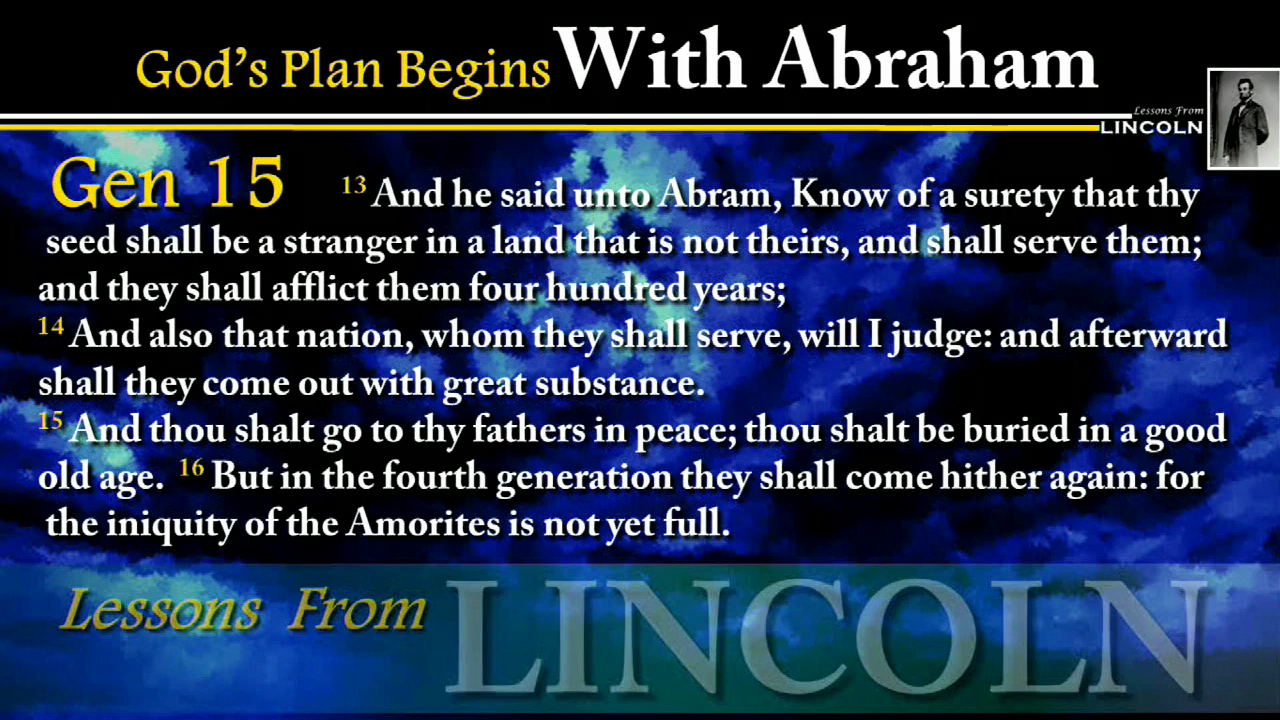 God's Plan Begins With Abraham
Lessons From
LINCOLN
Gen 15 13 And he said unto Abram, Know of a surety that thy
seed shall be a stranger in a land that is not theirs, and shall serve them;
and they shall afflict them four hundred years;
14 And also that nation, whom they shall serve, will I judge: and afterward
shall they come out with great substance.
15 And thou shalt go to thy fathers in peace; thou shalt be buried in a good
old age. 16 But in the fourth generation they shall come hither again: for
the iniquity of the Amorites is not yet full.
Lessons From LINCOLN